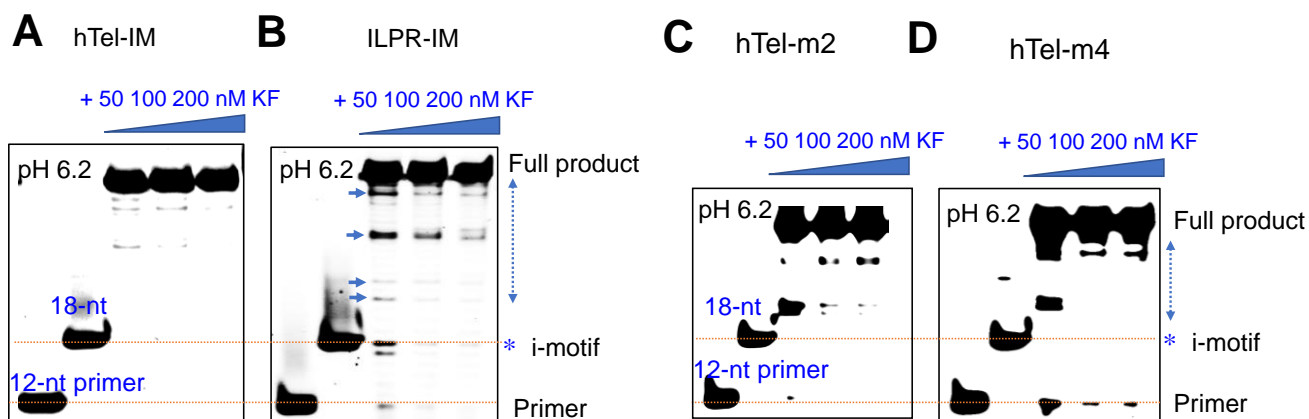 A hTel-IM
+ 50 100 200 nM KF
pH 6.2
18-nt
12-nt primer
B ILPR-IM
+ 50 100 200 nM KF
pH 6.2
Full product
* i-motif
Primer
C hTel-m2
+ 50 100 200 nM KF
pH 6.2
18-nt
12-nt primer
D hTel-m4
+ 50 100 200 nM KF
pH 6.2
Full product
* i-motif
Primer